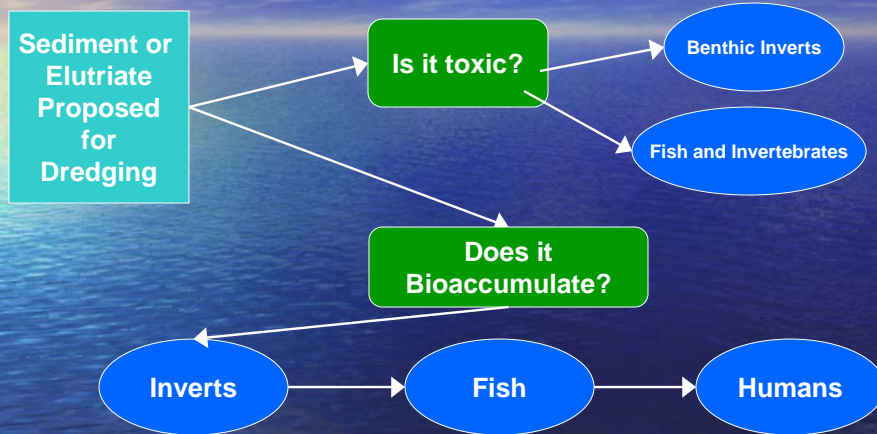 Sediment or
Elutriate
Proposed
for
Dredging
Is it toxic?
Benthic Inverts
Fish and Invertebrates
Does it
Bioaccumulate?
Inverts
Fish
Humans